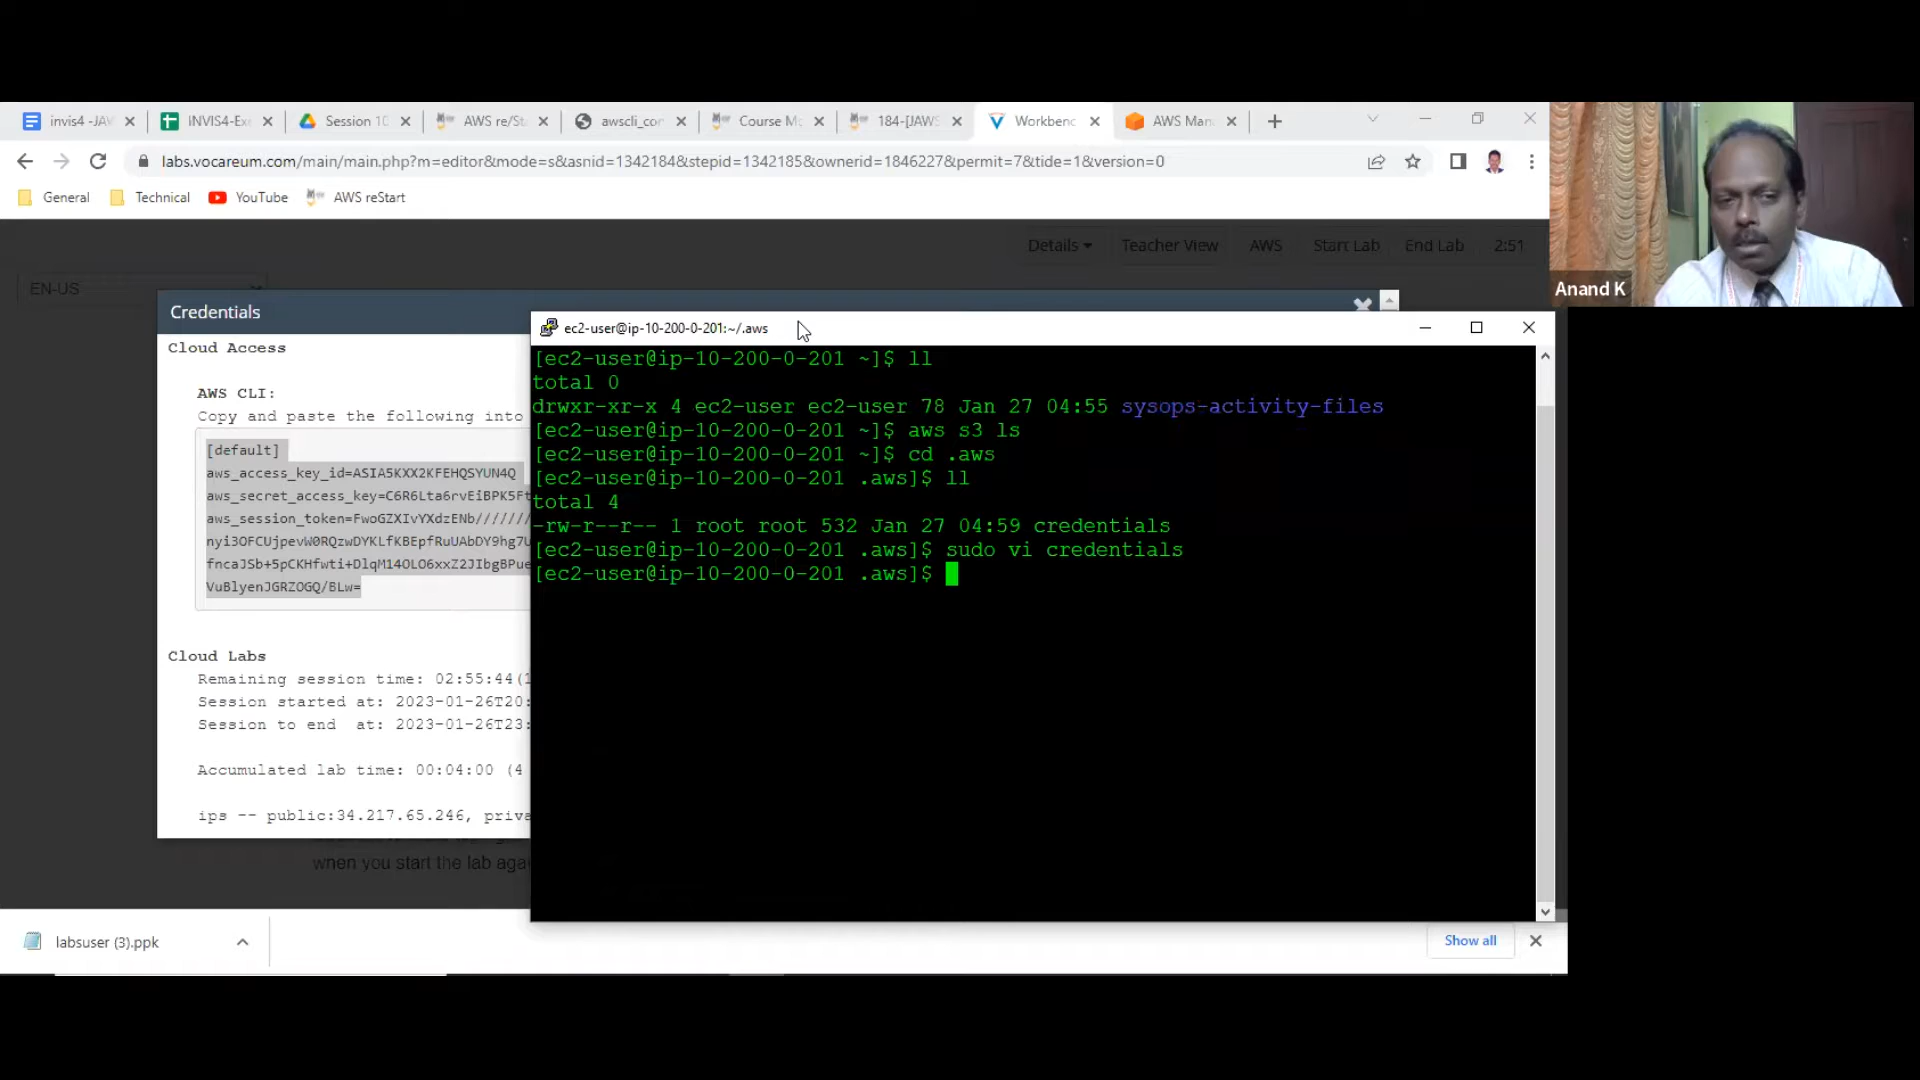 invis4 -JAV
INVIS4-Exe
Session 10
AWS re/Sta
awscli_con
Course Mo
184-[JAWS
Workbenc
AWS Man
labs.vocareum.com/main/main.php?m=editor&mode=s&asnid=1342184&stepid=1342185&ownerid=1846227&permit=7&tide=1&version=0
General
Technical
YouTube
AWS reStart
Details
Teacher View
AWS
Start Lab
End Lab
2:51
EN-US
Anand K
Credentials
Cloud Access
AWS CLI:
Copy and paste the following into
[default]
aws_access_key_id=ASIA5KXX2KFEHQSYUN4Q
aws_secret_access_key=C6R6Lta6rvEiBPK5Ft
aws_session_token=FwoGZXIvYXdzENb///////
nyi3OFCUjpevW0RQzwDYKLfKBEpfRuUAbDY9hg7U
fncaJSb+5pCKHfwti+DlqM14OLO6xxZ2JIbgBPue
VuBlyenJGRZOGQ/BLw=
Cloud Labs
Remaining session time: 02:55:44(1
Session started at: 2023-01-26T20:
Session to end at: 2023-01-26T23:
Accumulated lab time: 00:04:00 (4
ips -- public:34.217.65.246, priva
when you start the lab aga
ec2-user@ip-10-200-0-201:~/.aws
[ec2-user@ip-10-200-0-201 ~]$ ll
total 0
drwxr-xr-x 4 ec2-user ec2-user 78 Jan 27 04:55 sysops-activity-files
[ec2-user@ip-10-200-0-201 ~]$ aws s3 ls
[ec2-user@ip-10-200-0-201 ~]$ cd .aws
[ec2-user@ip-10-200-0-201 .aws]$ ll
total 4
-rw-r--r-- 1 root root 532 Jan 27 04:59 credentials
[ec2-user@ip-10-200-0-201 .aws]$ sudo vi credentials
[ec2-user@ip-10-200-0-201 .aws]$
labsuser (3).ppk
Show all